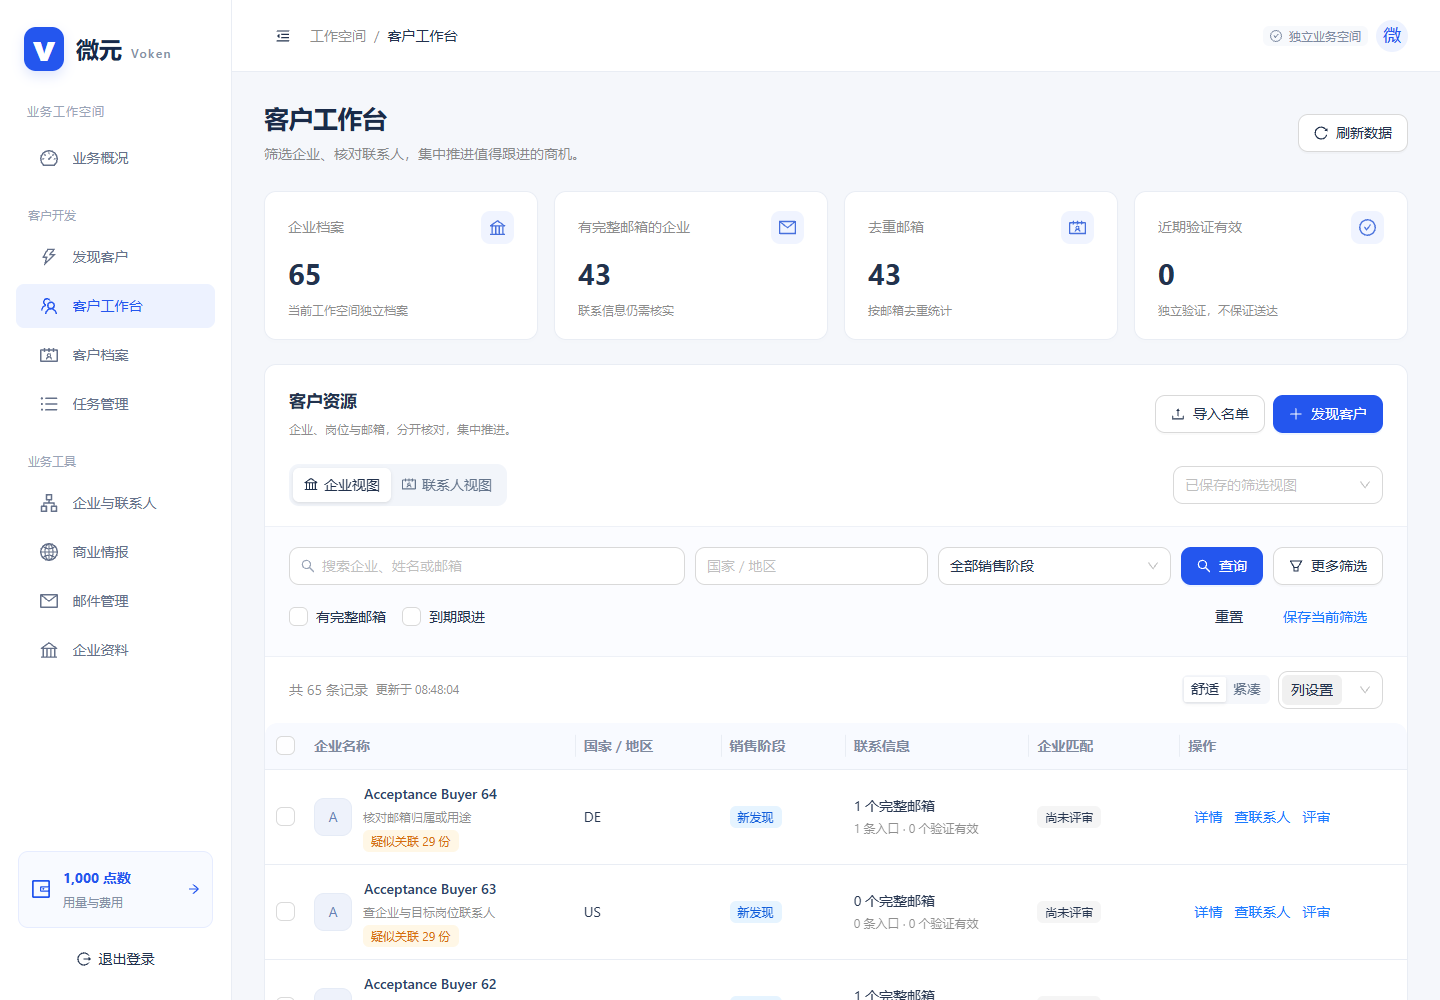 微元 Voken
业务工作空间
业务概况
客户开发
发现客户
客户工作台
客户档案
任务管理
业务工具
企业与联系人
商业情报
邮件管理
企业资料
1,000 点数
用量与费用
退出登录
工作空间 / 客户工作台
独立业务空间 微
客户工作台
筛选企业、核对联系人，集中推进值得跟进的商机。
刷新数据
企业档案
65
当前工作空间独立档案
有完整邮箱的企业
43
联系信息仍需核实
去重邮箱
43
按邮箱去重统计
近期验证有效
0
独立验证，不保证送达
客户资源
企业、岗位与邮箱，分开核对，集中推进。
导入名单 发现客户
企业视图 联系人视图 已保存的筛选视图
搜索企业、姓名或邮箱 国家 / 地区 全部销售阶段 查询 更多筛选
有完整邮箱 到期跟进 重置 保存当前筛选
共 65 条记录 更新于 08:48:04 舒适 紧凑 列设置
企业名称 国家 / 地区 销售阶段 联系信息 企业匹配 操作
A
Acceptance Buyer 64
核对邮箱归属或用途
疑似关联 29 份
DE
新发现
1 个完整邮箱
1 条入口 · 0 个验证有效
尚未评审
详情 查联系人 评审
A
Acceptance Buyer 63
查企业与目标岗位联系人
疑似关联 29 份
US
新发现
0 个完整邮箱
0 条入口 · 0 个验证有效
尚未评审
详情 查联系人 评审
Acceptance Buyer 62
1 个完整邮箱